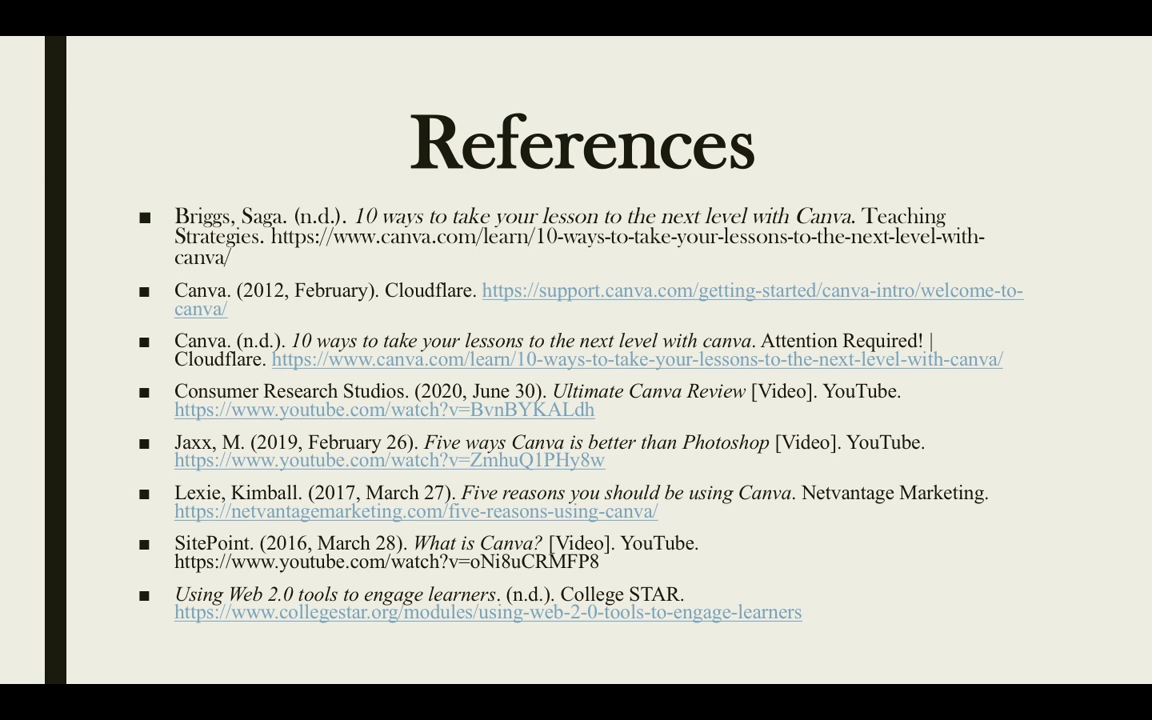 References
■ Briggs, Saga. (n.d.). 10 ways to take your lesson to the next level with Canva. Teaching
Strategies. https://www.canva.com/learn/10-ways-to-take-your-lessons-to-the-next-level-with-
canva/
■ Canva. (2012, February). Cloudflare. https://support.canva.com/getting-started/canva-intro/welcome-to-
canva/
■ Canva. (n.d.). 10 ways to take your lessons to the next level with canva. Attention Required! |
Cloudflare. https://www.canva.com/learn/10-ways-to-take-your-lessons-to-the-next-level-with-canva/
■ Consumer Research Studios. (2020, June 30). Ultimate Canva Review [Video]. YouTube.
https://www.youtube.com/watch?v=BvnBYKALdh
■ Jaxx, M. (2019, February 26). Five ways Canva is better than Photoshop [Video]. YouTube.
https://www.youtube.com/watch?v=ZmhuQ1PHy8w
■ Lexie, Kimball. (2017, March 27). Five reasons you should be using Canva. Netvantage Marketing.
https://netvantagemarketing.com/five-reasons-using-canva/
■ SitePoint. (2016, March 28). What is Canva? [Video]. YouTube.
https://www.youtube.com/watch?v=oNi8uCRMFP8
■ Using Web 2.0 tools to engage learners. (n.d.). College STAR.
https://www.collegestar.org/modules/using-web-2-0-tools-to-engage-learners